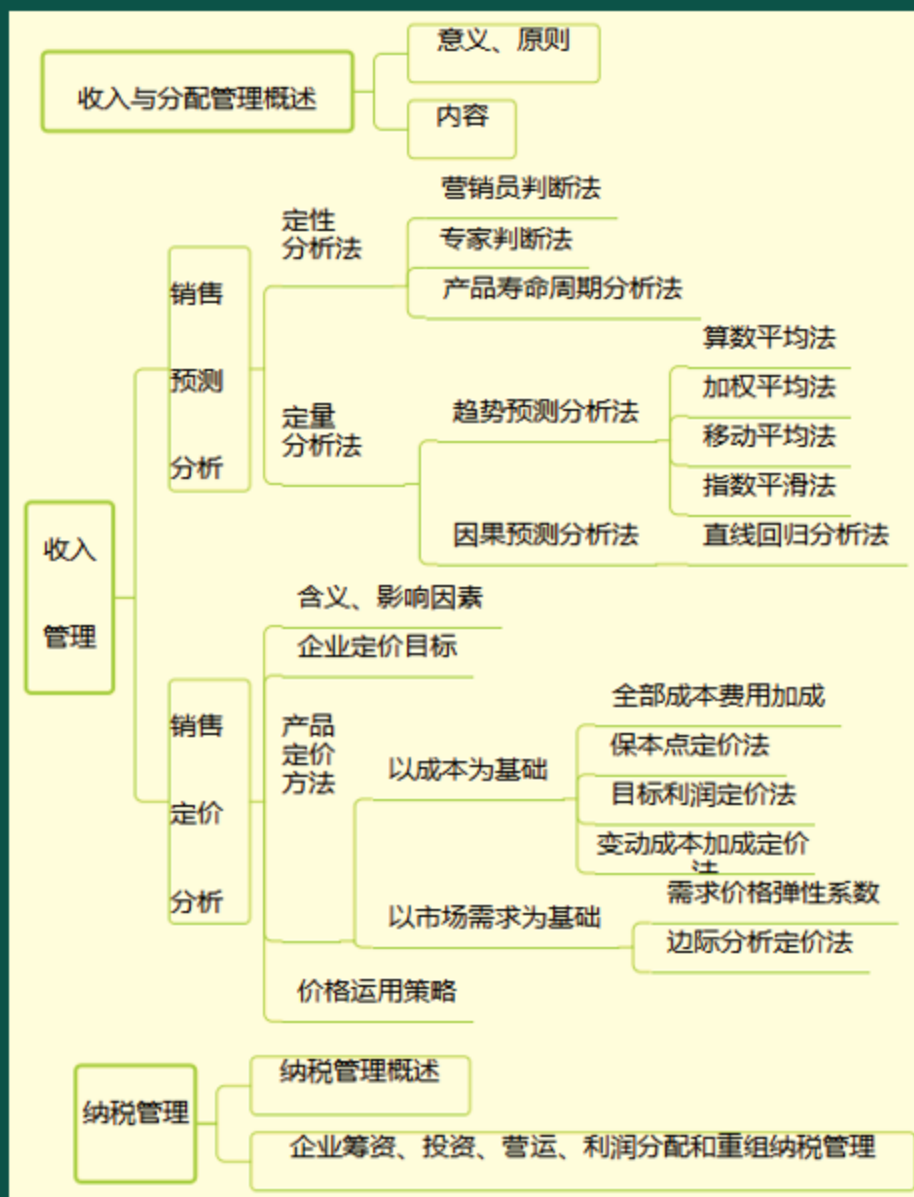 意义、原则
收入与分配管理概述
内容
营销员判断法
定性
分析法
专家判断法
产品寿命周期分析法
销售
预测
分析
算数平均法
加权平均法
定量
分析法
趋势预测分析法
移动平均法
指数平滑法
因果预测分析法
直线回归分析法
收入
管理
含义、影响因素
企业定价目标
销售
定价
分析
产品
定价
方法
以成本为基础
全部成本费用加成
保本点定价法
目标利润定价法
变动成本加成定价
法
以市场需求为基础
需求价格弹性系数
边际分析定价法
价格运用策略
纳税管理
纳税管理概述
企业筹资、投资、营运、利润分配和重组纳税管理